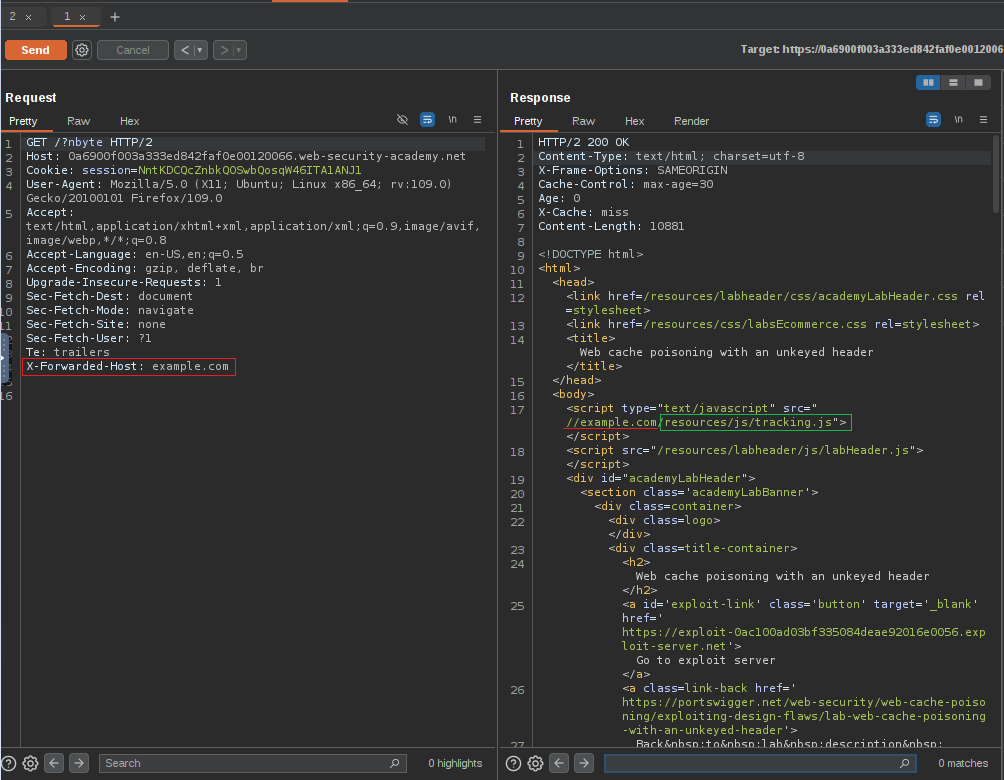 2 ×
1 ×
+
Send
Cancel
<
>
Target: https://0a6900f003a333ed842faf0e0012006
Request
Pretty
Raw
Hex
\n
1 GET /?nbyte HTTP/2
2 Host: 0a6900f003a333ed842faf0e00120066.web-security-academy.net
3 Cookie: session=NntKDCQcZnbkQOSwbQosqW46ITA1ANJ1
4 User-Agent: Mozilla/5.0 (X11; Ubuntu; Linux x86_64; rv:109.0)
Gecko/20100101 Firefox/109.0
5 Accept:
text/html,application/xhtml+xml,application/xml;q=0.9,image/avif,
image/webp,*/*;q=0.8
6 Accept-Language: en-US,en;q=0.5
7 Accept-Encoding: gzip, deflate, br
8 Upgrade-Insecure-Requests: 1
9 Sec-Fetch-Dest: document
10 Sec-Fetch-Mode: navigate
11 Sec-Fetch-Site: none
Sec-Fetch-User: ?1
Te: trailers
X-Forwarded-Host: example.com
16
Search
0 highlights
Response
Pretty
Raw
Hex
Render
\n
1 HTTP/2 200 OK
2 Content-Type: text/html; charset=utf-8
3 X-Frame-Options: SAMEORIGIN
4 Cache-Control: max-age=30
5 Age: 0
6 X-Cache: miss
7 Content-Length: 10881
8
9 <!DOCTYPE html>
10 <html>
11 <head>
12 <link href=/resources/labheader/css/academyLabHeader.css rel
=stylesheet>
13 <link href=/resources/css/labsEcommerce.css rel=stylesheet>
14 <title>
Web cache poisoning with an unkeyed header
</title>
15 </head>
16 <body>
17 <script type="text/javascript" src="
//example.com/resources/js/tracking.js">
</script>
18 <script src="/resources/labheader/js/labHeader.js">
</script>
19 <div id="academyLabHeader">
20 <section class='academyLabBanner'>
21 <div class=container>
22 <div class=logo>
</div>
23 <div class=title-container>
24 <h2>
Web cache poisoning with an unkeyed header
</h2>
25 <a id='exploit-link' class='button' target='_blank'
href='
https://exploit-0ac100ad03bf335084deae92016e0056.exp
loit-server.net'>
Go to exploit server
</a>
26 <a class=link-back href='
https://portswigger.net/web-security/web-cache-poiso
ning/exploiting-design-flaws/lab-web-cache-poisoning
-with-an-unkeyed-header'>
27 Back&nbsp;to&nbsp;lab&nbsp;description&nbsp;
0 matches